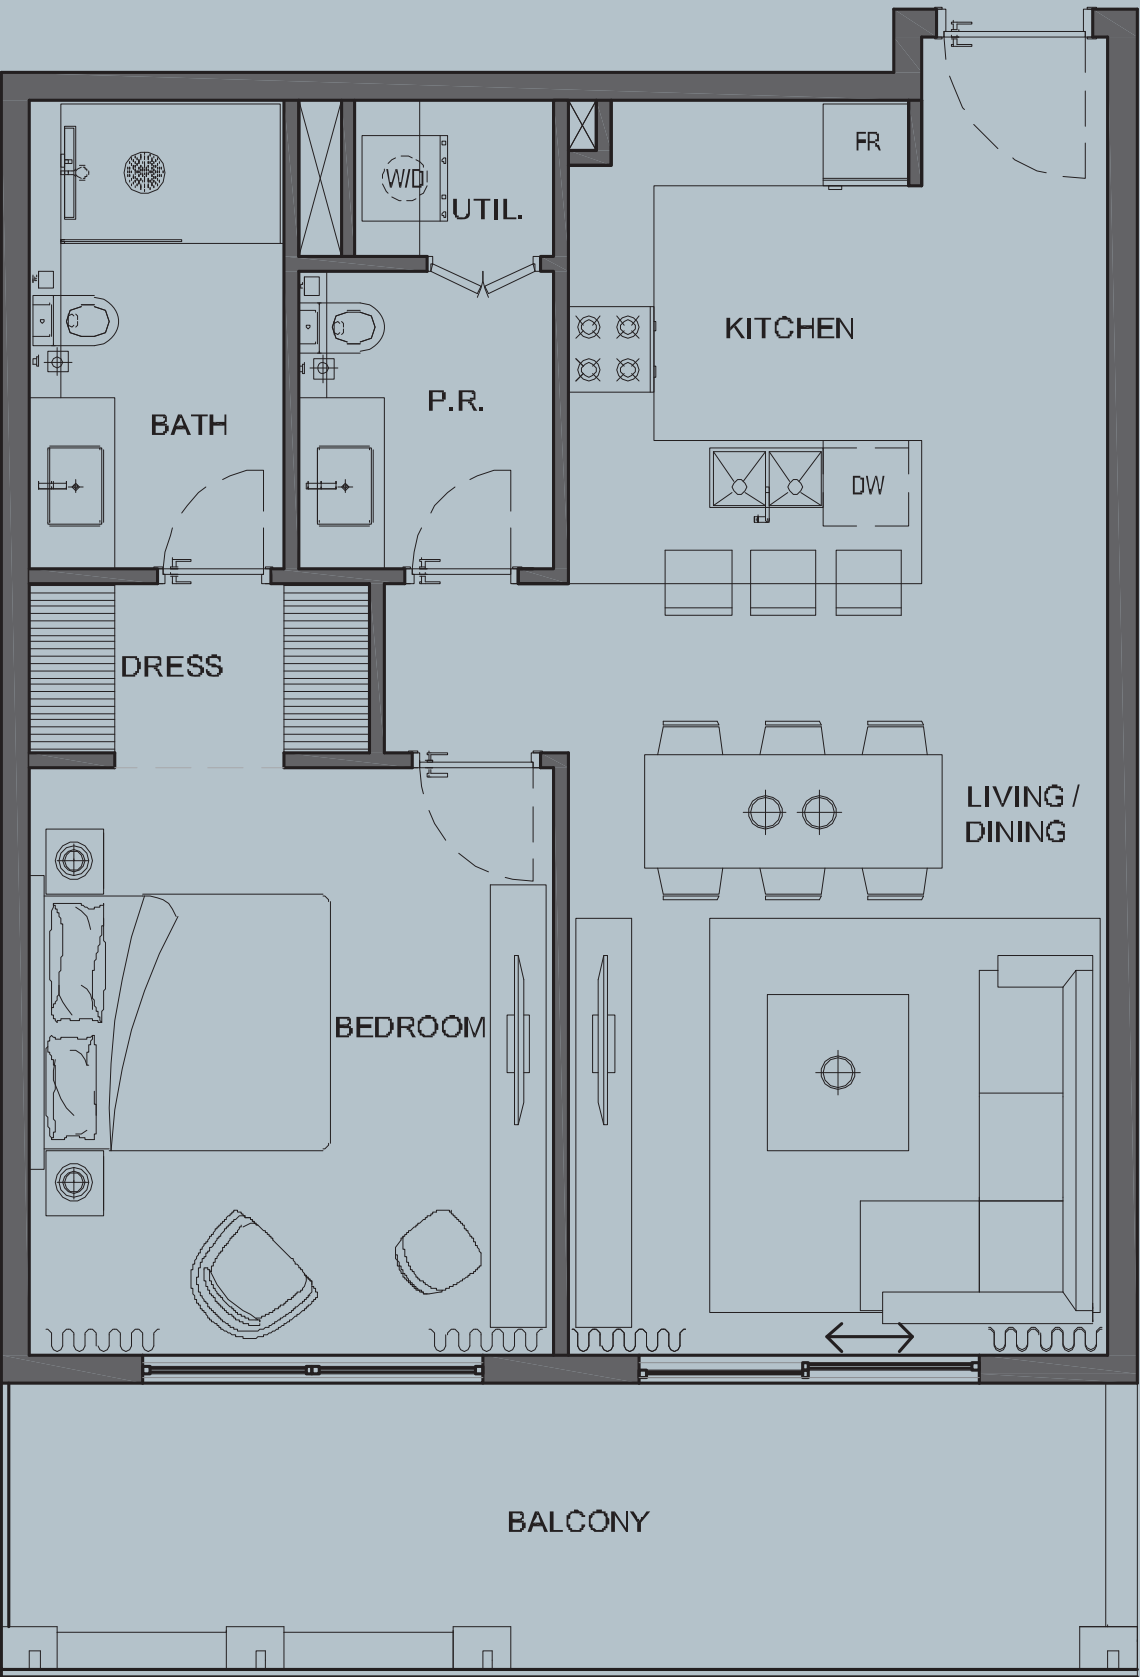 FR
W/D
UTIL.
KITCHEN
P.R.
BATH
DW
DRESS
LIVING /
DINING
BEDROOM
BALCONY